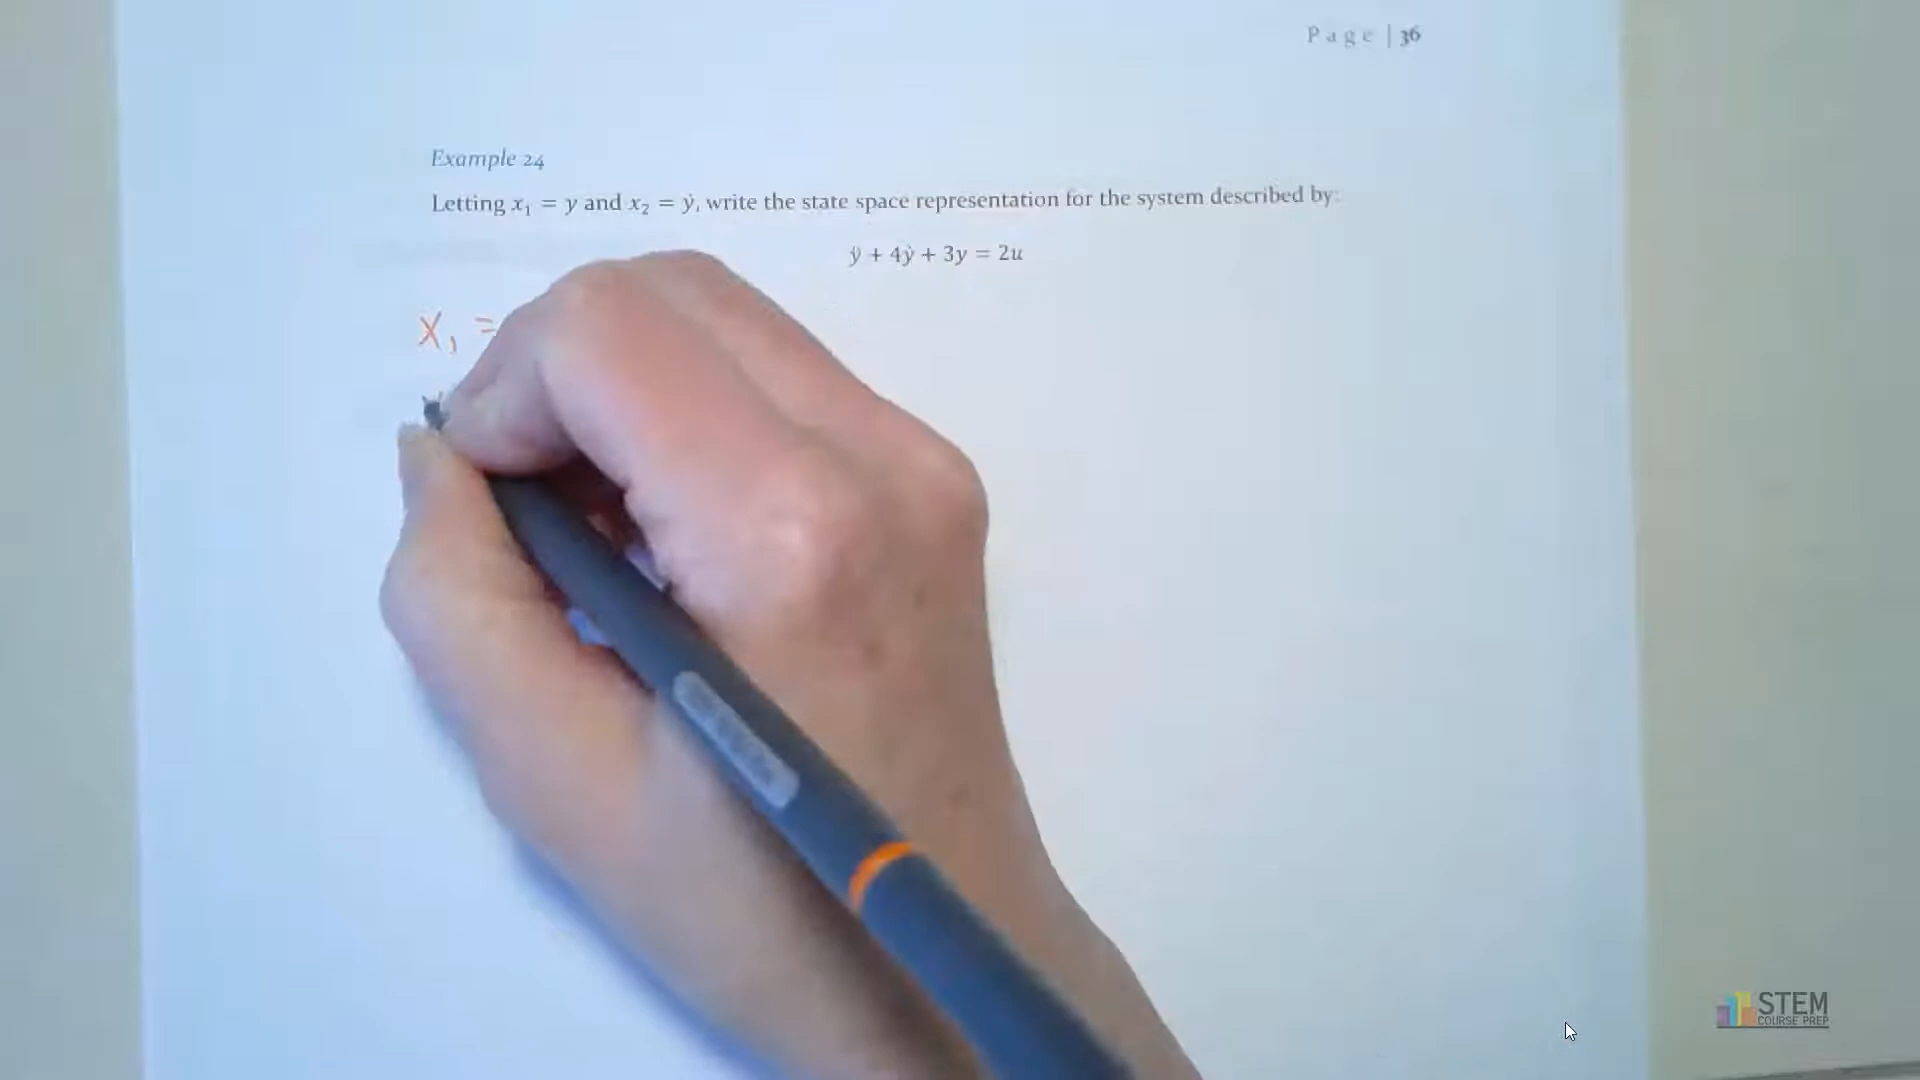 Page | 36
Example 24
Letting x₁ = y and x₂ = ẏ, write the state space representation for the system described by:
ÿ + 4ẏ + 3y = 2u
x₁ =
STEM
COURSE PREP